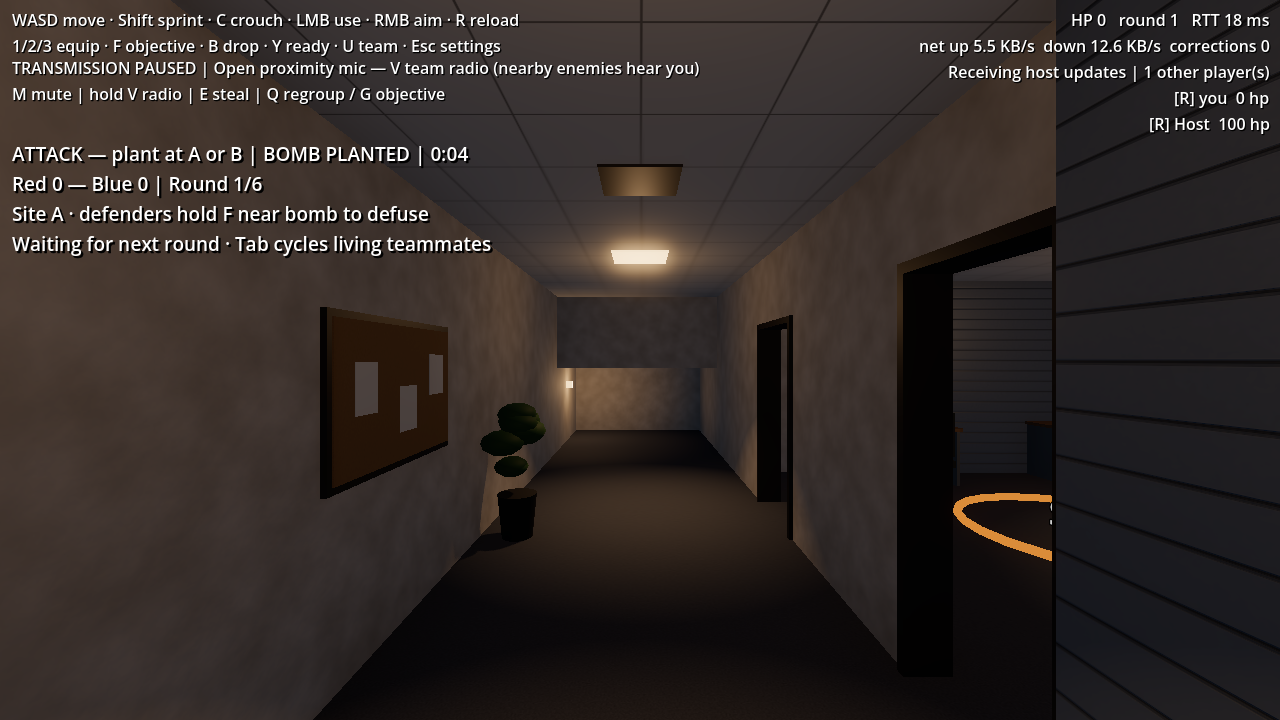 WASD move · Shift sprint · C crouch · LMB use · RMB aim · R reload
1/2/3 equip · F objective · B drop · Y ready · U team · Esc settings
TRANSMISSION PAUSED | Open proximity mic — V team radio (nearby enemies hear you)
M mute | hold V radio | E steal | Q regroup / G objective
ATTACK — plant at A or B | BOMB PLANTED | 0:04
Red 0 — Blue 0 | Round 1/6
Site A · defenders hold F near bomb to defuse
Waiting for next round · Tab cycles living teammates
HP 0 round 1 RTT 18 ms
net up 5.5 KB/s down 12.6 KB/s corrections 0
Receiving host updates | 1 other player(s)
[R] you 0 hp
[R] Host 100 hp